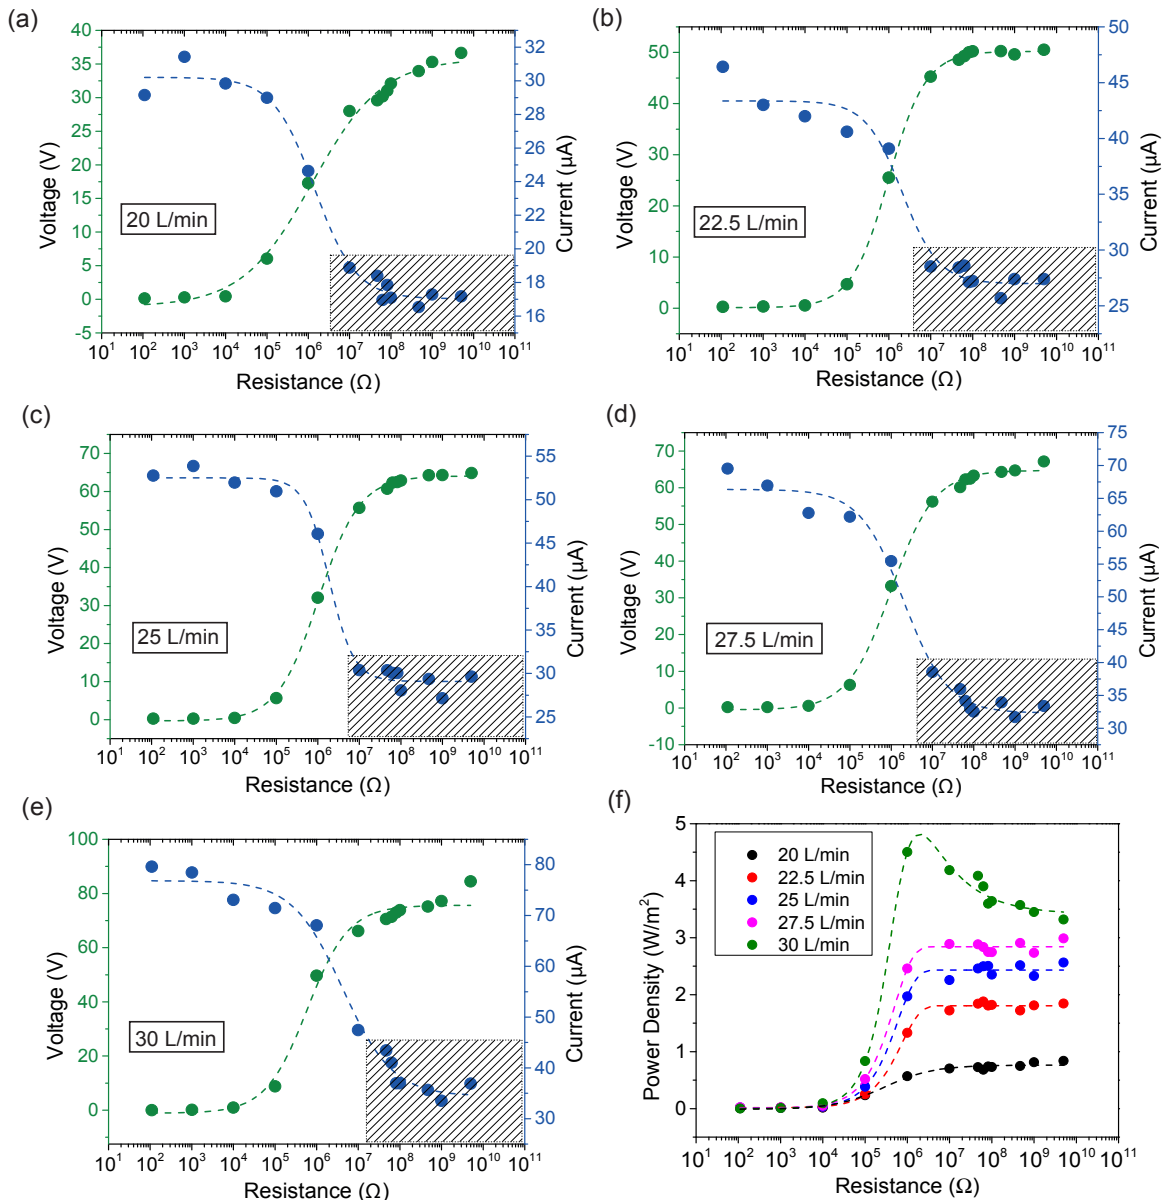 (a)
40
35
30
25
20
15
10
5
0
-5
Voltage (V)
20 L/min
32
30
28
26
24
22
20
18
16
Current (µA)
10¹ 10² 10³ 10⁴ 10⁵ 10⁶ 10⁷ 10⁸ 10⁹ 10¹⁰ 10¹¹
Resistance (Ω)
(b)
50
40
30
20
10
0
Voltage (V)
22.5 L/min
50
45
40
35
30
25
Current (µA)
10¹ 10² 10³ 10⁴ 10⁵ 10⁶ 10⁷ 10⁸ 10⁹ 10¹⁰ 10¹¹
Resistance (Ω)
(c)
70
60
50
40
30
20
10
0
Voltage (V)
25 L/min
55
50
45
40
35
30
25
Current (µA)
10¹ 10² 10³ 10⁴ 10⁵ 10⁶ 10⁷ 10⁸ 10⁹ 10¹⁰ 10¹¹
Resistance (Ω)
(d)
70
60
50
40
30
20
10
0
-10
Voltage (V)
27.5 L/min
75
70
65
60
55
50
45
40
35
30
Current (µA)
10¹ 10² 10³ 10⁴ 10⁵ 10⁶ 10⁷ 10⁸ 10⁹ 10¹⁰ 10¹¹
Resistance (Ω)
(e)
100
80
60
40
20
0
Voltage (V)
30 L/min
80
70
60
50
40
30
Current (µA)
10¹ 10² 10³ 10⁴ 10⁵ 10⁶ 10⁷ 10⁸ 10⁹ 10¹⁰ 10¹¹
Resistance (Ω)
(f)
5
4
3
2
1
0
Power Density (W/m²)
20 L/min
22.5 L/min
25 L/min
27.5 L/min
30 L/min
10¹ 10² 10³ 10⁴ 10⁵ 10⁶ 10⁷ 10⁸ 10⁹ 10¹⁰ 10¹¹
Resistance (Ω)